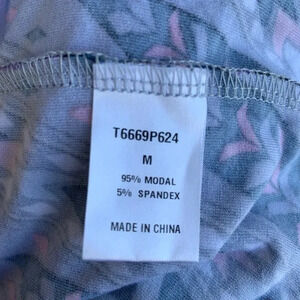 T6669P624
M
95% MODAL
5% SPANDEX
MADE IN CHINA